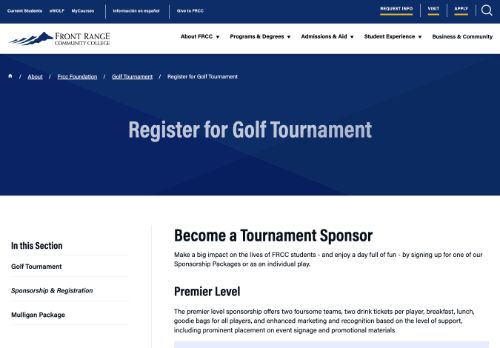 Current Students eWOLF MyCourses Información en español Give to FRCC REQUEST INFO VISIT APPLY
FRONT RANGE
COMMUNITY COLLEGE
About FRCC ▼ Programs & Degrees ▼ Admissions & Aid ▼ Student Experience ▼ Business & Community
/ About / Frcc Foundation / Golf Tournament / Register for Golf Tournament
Register for Golf Tournament
In this Section
Golf Tournament
Sponsorship & Registration
Mulligan Package
Become a Tournament Sponsor
Make a big impact on the lives of FRCC students - and enjoy a day full of fun - by signing up for one of our
Sponsorship Packages or as an individual play.
Premier Level
The premier level sponsorship offers two foursome teams, two drink tickets per player, breakfast, lunch,
goodie bags for all players, and enhanced marketing and recognition based on the level of support,
including prominent placement on event signage and promotional materials